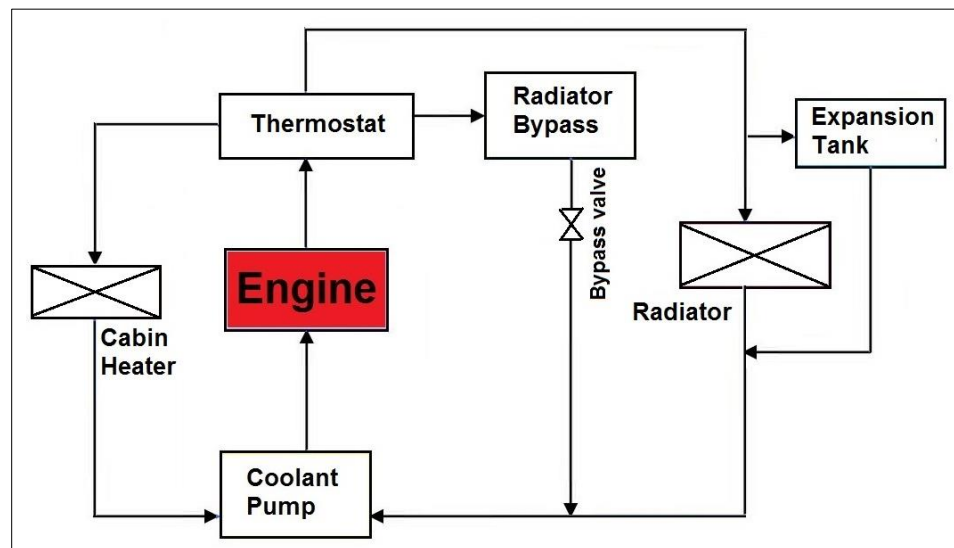 Thermostat
Radiator
Bypass
Expansion
Tank
Bypass valve
Engine
Radiator
Cabin
Heater
Coolant
Pump